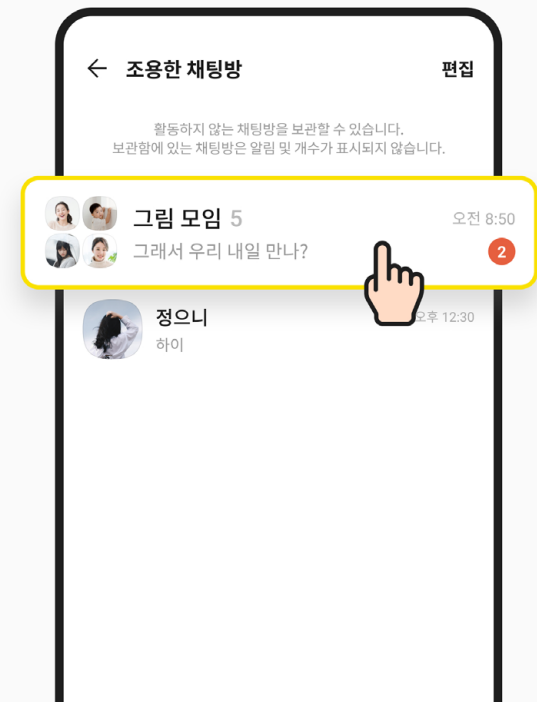 ← 조용한 채팅방 편집
활동하지 않는 채팅방을 보관할 수 있습니다.
보관함에 있는 채팅방은 알림 및 개수가 표시되지 않습니다.
그림 모임 5 오전 8:50
그래서 우리 내일 만나? 2
정으니 오후 12:30
하이